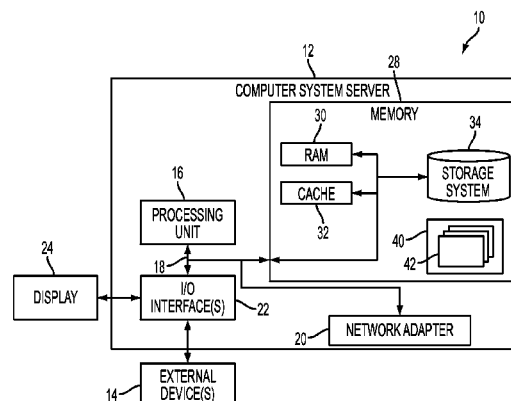 10
12
COMPUTER SYSTEM SERVER
28
MEMORY
30
RAM
34
STORAGE
SYSTEM
CACHE
32
16
PROCESSING
UNIT
18
40
42
24
DISPLAY
I/O
INTERFACE(S)
22
20
NETWORK ADAPTER
14
EXTERNAL
DEVICE(S)